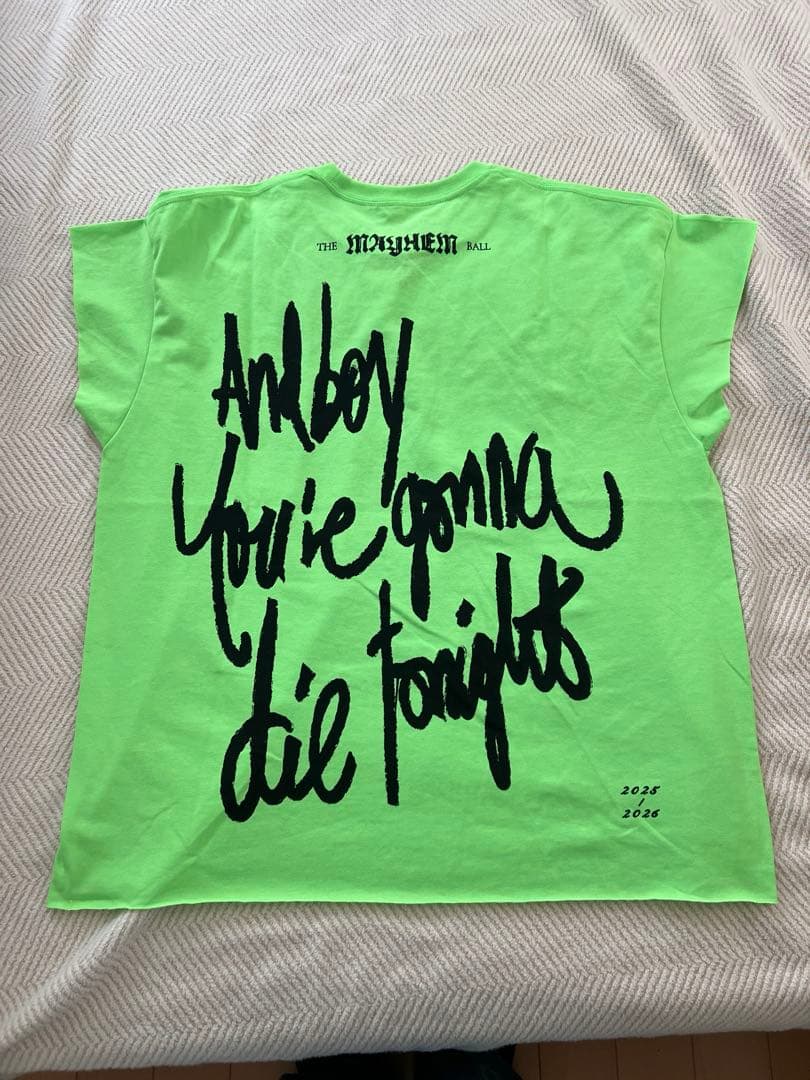 THE MAYHEM BALL
And boy
You're gonna
die tonight
2025
/
2026